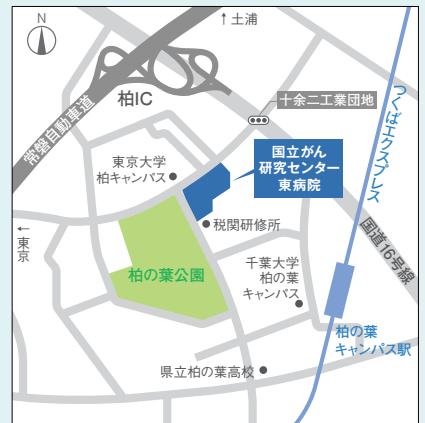 N
↑土浦
柏IC
常磐自動車道
十余二工業団地
つくばエクスプレス
東京大学
柏キャンパス
国立がん
研究センター
東病院
税関研修所
国道16号線
←
東京
柏の葉公園
千葉大学
柏の葉
キャンパス
柏の葉
キャンパス駅
県立柏の葉高校